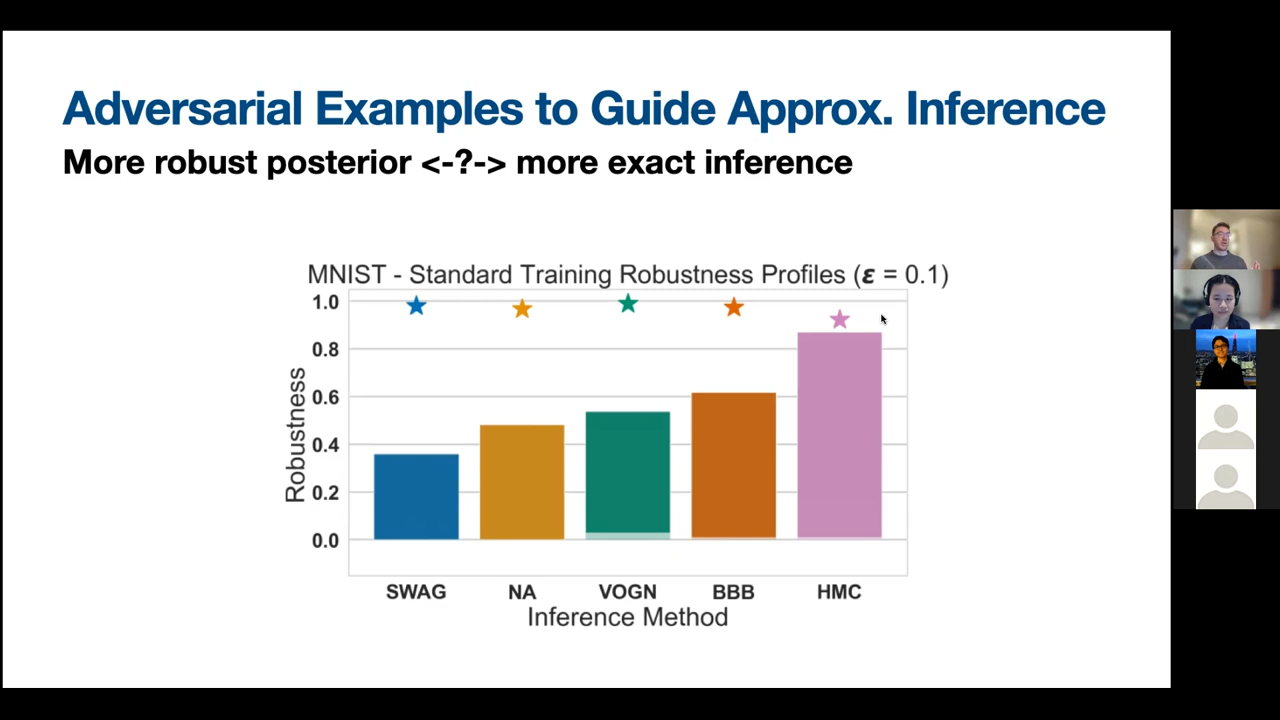 Adversarial Examples to Guide Approx. Inference
More robust posterior <-?-> more exact inference
MNIST - Standard Training Robustness Profiles (ε = 0.1)
1.0
0.8
0.6
0.4
0.2
0.0
Robustness
SWAG NA VOGN BBB HMC
Inference Method